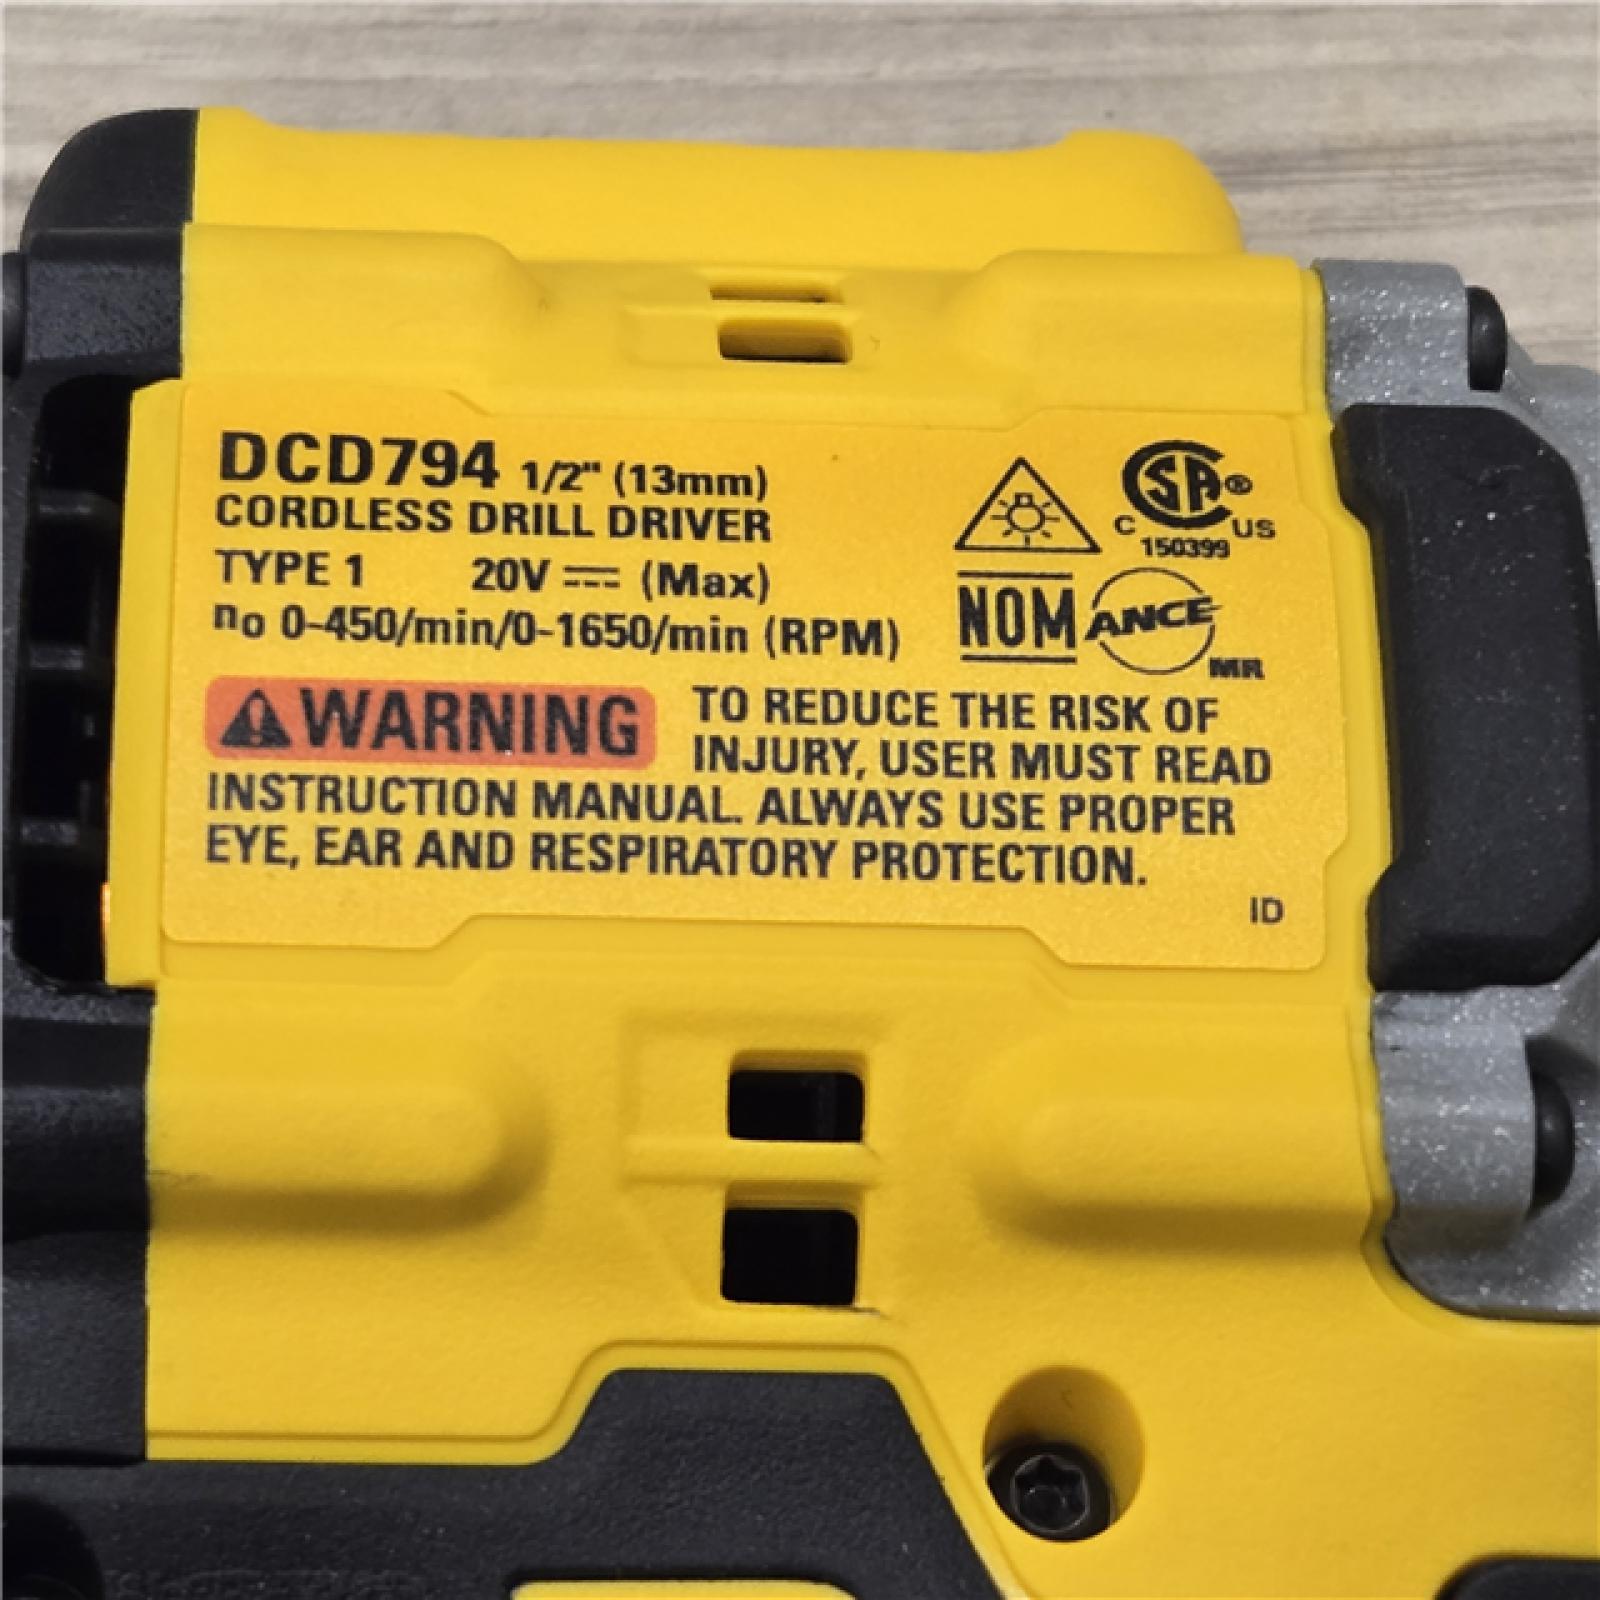 DCD794 1/2" (13mm)
CORDLESS DRILL DRIVER
TYPE 1 20V ⎓ (Max)
no 0-450/min/0-1650/min (RPM)
CSA®
C US
150399
NOM ANCE
MR
WARNING TO REDUCE THE RISK OF
INJURY, USER MUST READ
INSTRUCTION MANUAL. ALWAYS USE PROPER
EYE, EAR AND RESPIRATORY PROTECTION.
ID